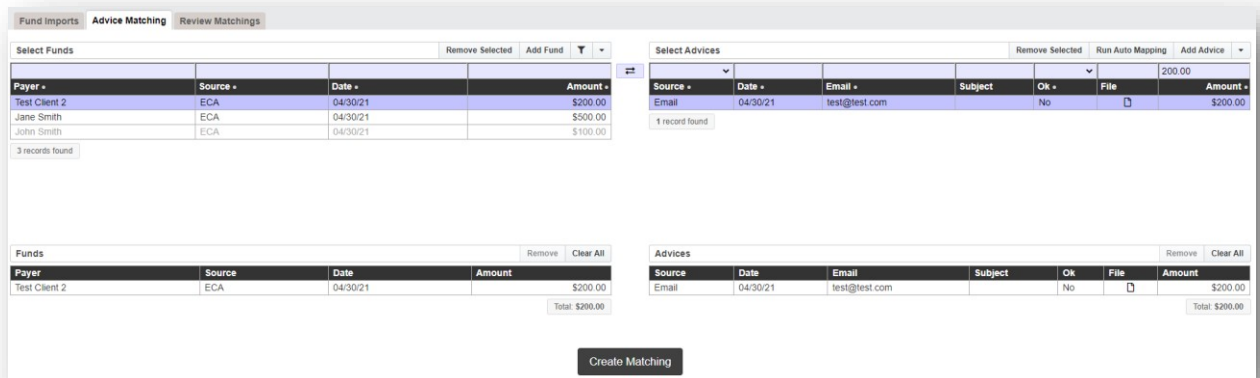 Fund Imports Advice Matching Review Matchings
Select Funds Remove Selected Add Fund
Payer Source Date Amount
Test Client 2 ECA 04/30/21 $200.00
Jane Smith ECA 04/30/21 $500.00
John Smith ECA 04/30/21 $100.00
3 records found
Select Advices Remove Selected Run Auto Mapping Add Advice
200.00
Source Date Email Subject Ok File Amount
Email 04/30/21 test@test.com No $200.00
1 record found
Funds Remove Clear All
Payer Source Date Amount
Test Client 2 ECA 04/30/21 $200.00
Total: $200.00
Advices Remove Clear All
Source Date Email Subject Ok File Amount
Email 04/30/21 test@test.com No $200.00
Total: $200.00
Create Matching